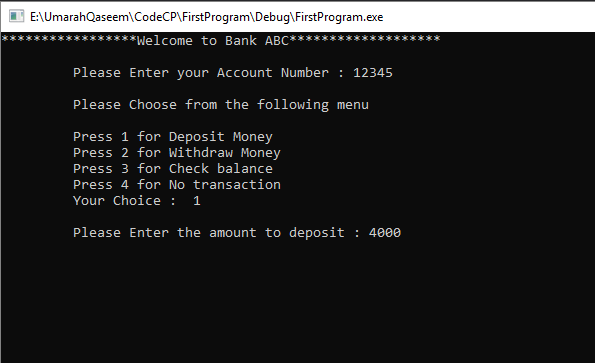 E:\UmarahQaseem\CodeCP\FirstProgram\Debug\FirstProgram.exe
*****************Welcome to Bank ABC*******************
Please Enter your Account Number : 12345
Please Choose from the following menu
Press 1 for Deposit Money
Press 2 for Withdraw Money
Press 3 for Check balance
Press 4 for No transaction
Your Choice :  1
Please Enter the amount to deposit : 4000